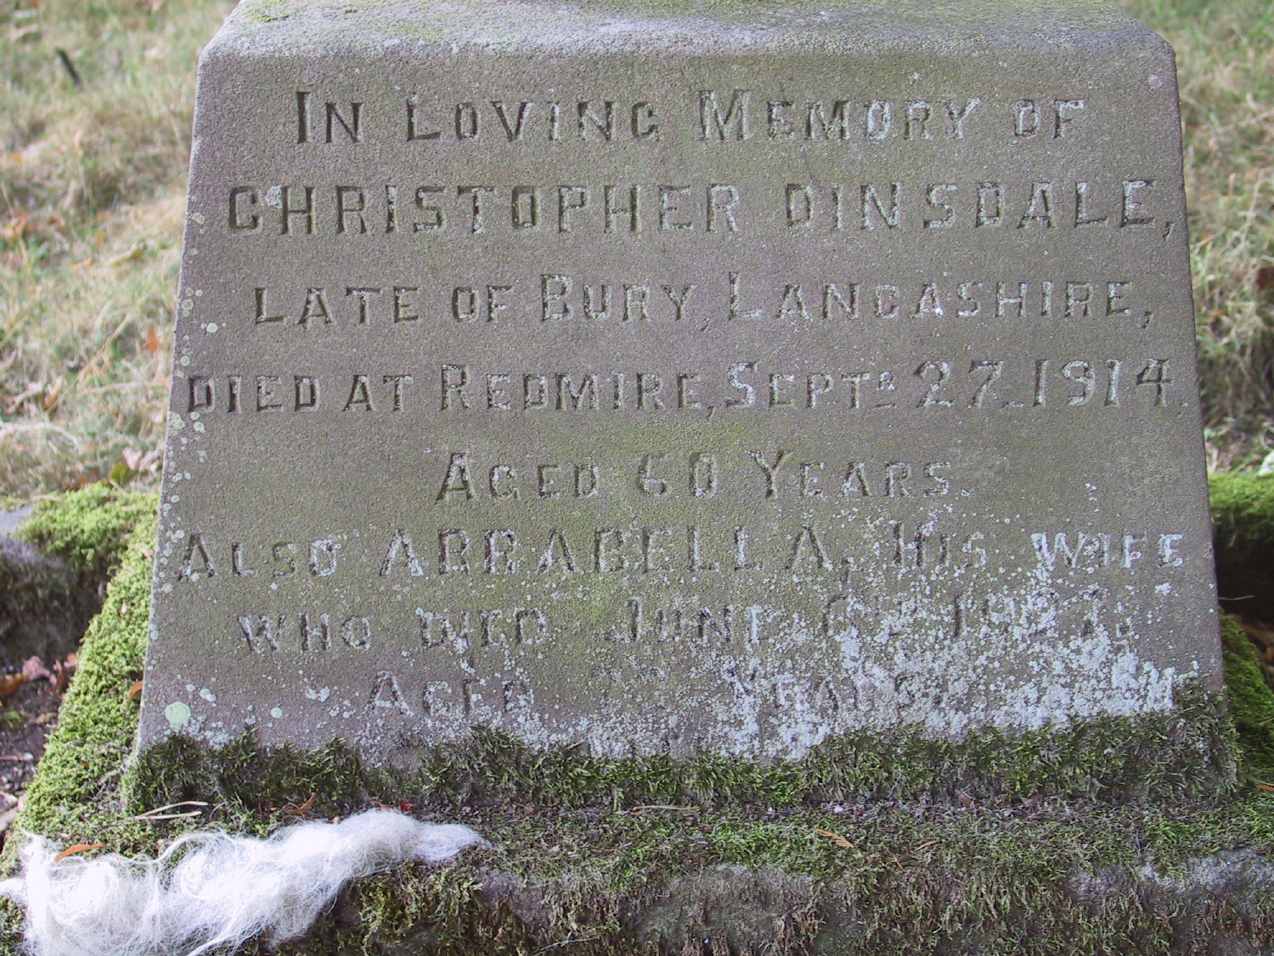 IN LOVING MEMORY OF
CHRISTOPHER DINSDALE,
LATE OF BURY, LANCASHIRE,
DIED AT REDMIRE, SEPT. 27. 1914.
AGED 60 YEARS.
ALSO ARRABELLA, HIS WIFE
WHO DIED JUNE
AGED YEARS